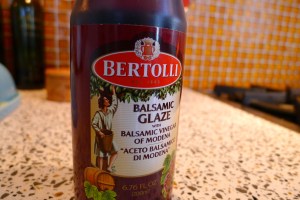 BERTOLLI
BALSAMIC
GLAZE
WITH
BALSAMIC VINEGAR
OF MODENA
"ACETO BALSAMICO
DI MODENA"